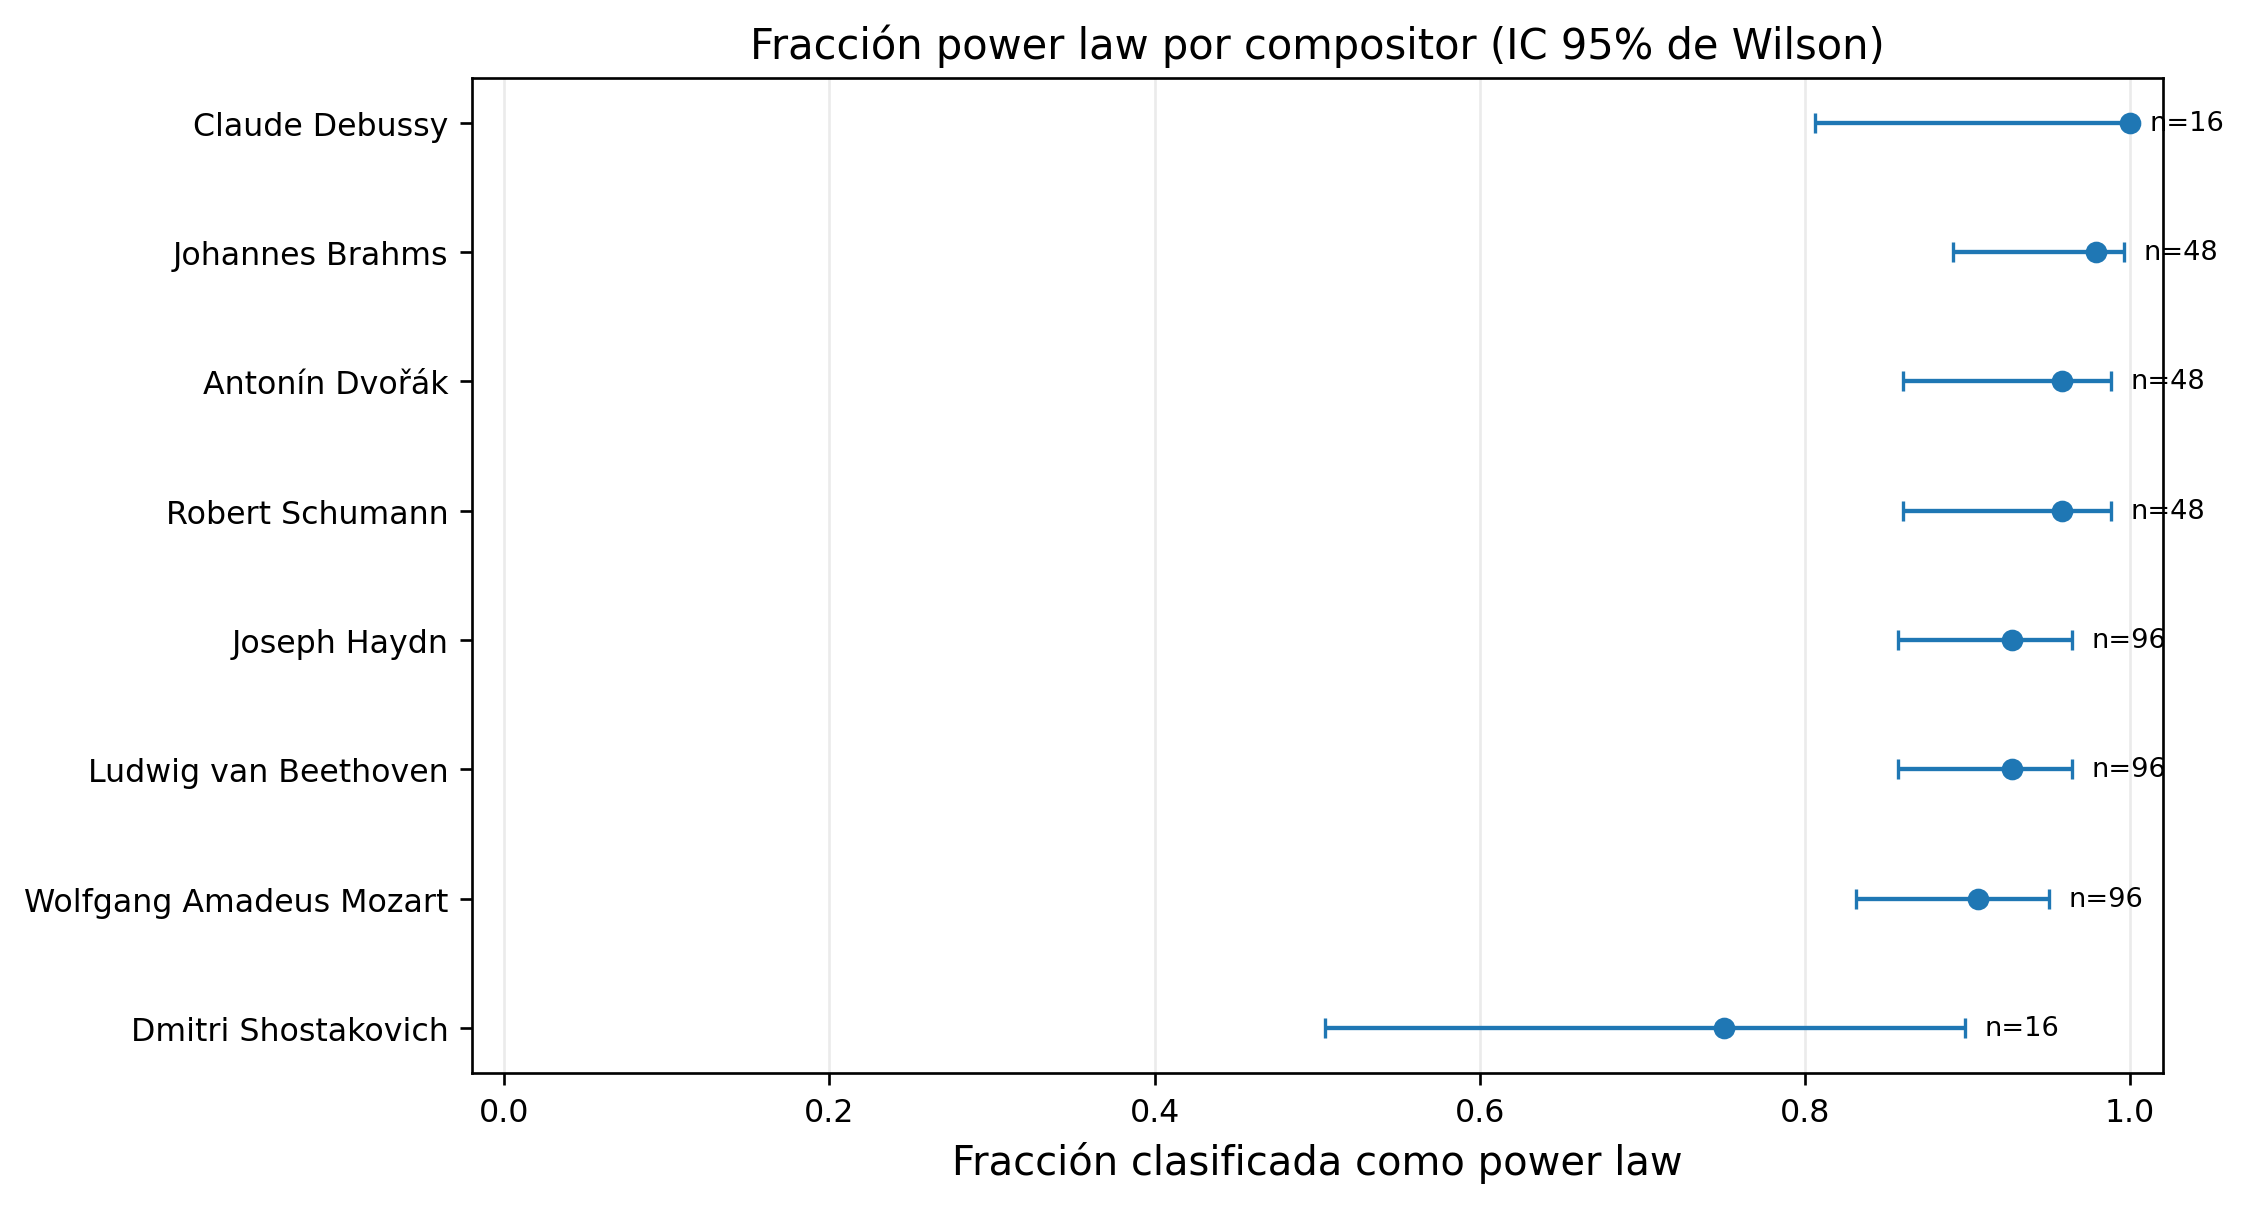 Fracción power law por compositor (IC 95% de Wilson)
Claude Debussy n=16
Johannes Brahms n=48
Antonín Dvořák n=48
Robert Schumann n=48
Joseph Haydn n=96
Ludwig van Beethoven n=96
Wolfgang Amadeus Mozart n=96
Dmitri Shostakovich n=16
0.0 0.2 0.4 0.6 0.8 1.0
Fracción clasificada como power law